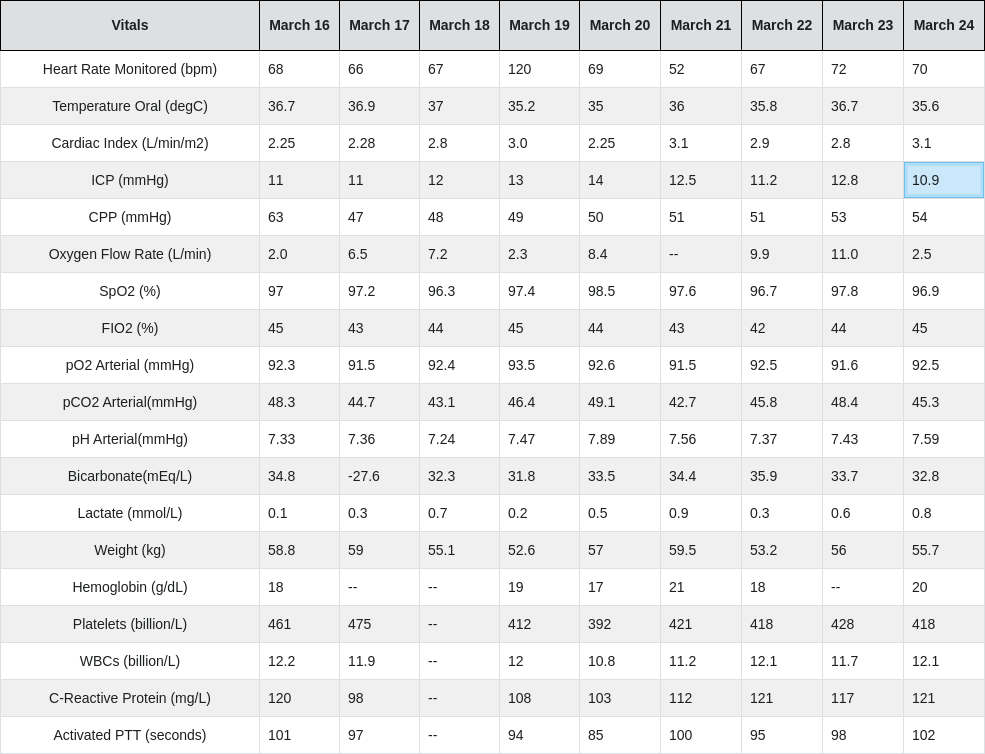 Vitals March 16 March 17 March 18 March 19 March 20 March 21 March 22 March 23 March 24
Heart Rate Monitored (bpm) 68 66 67 120 69 52 67 72 70
Temperature Oral (degC) 36.7 36.9 37 35.2 35 36 35.8 36.7 35.6
Cardiac Index (L/min/m2) 2.25 2.28 2.8 3.0 2.25 3.1 2.9 2.8 3.1
ICP (mmHg) 11 11 12 13 14 12.5 11.2 12.8 10.9
CPP (mmHg) 63 47 48 49 50 51 51 53 54
Oxygen Flow Rate (L/min) 2.0 6.5 7.2 2.3 8.4 -- 9.9 11.0 2.5
SpO2 (%) 97 97.2 96.3 97.4 98.5 97.6 96.7 97.8 96.9
FIO2 (%) 45 43 44 45 44 43 42 44 45
pO2 Arterial (mmHg) 92.3 91.5 92.4 93.5 92.6 91.5 92.5 91.6 92.5
pCO2 Arterial(mmHg) 48.3 44.7 43.1 46.4 49.1 42.7 45.8 48.4 45.3
pH Arterial(mmHg) 7.33 7.36 7.24 7.47 7.89 7.56 7.37 7.43 7.59
Bicarbonate(mEq/L) 34.8 -27.6 32.3 31.8 33.5 34.4 35.9 33.7 32.8
Lactate (mmol/L) 0.1 0.3 0.7 0.2 0.5 0.9 0.3 0.6 0.8
Weight (kg) 58.8 59 55.1 52.6 57 59.5 53.2 56 55.7
Hemoglobin (g/dL) 18 -- -- 19 17 21 18 -- 20
Platelets (billion/L) 461 475 -- 412 392 421 418 428 418
WBCs (billion/L) 12.2 11.9 -- 12 10.8 11.2 12.1 11.7 12.1
C-Reactive Protein (mg/L) 120 98 -- 108 103 112 121 117 121
Activated PTT (seconds) 101 97 -- 94 85 100 95 98 102